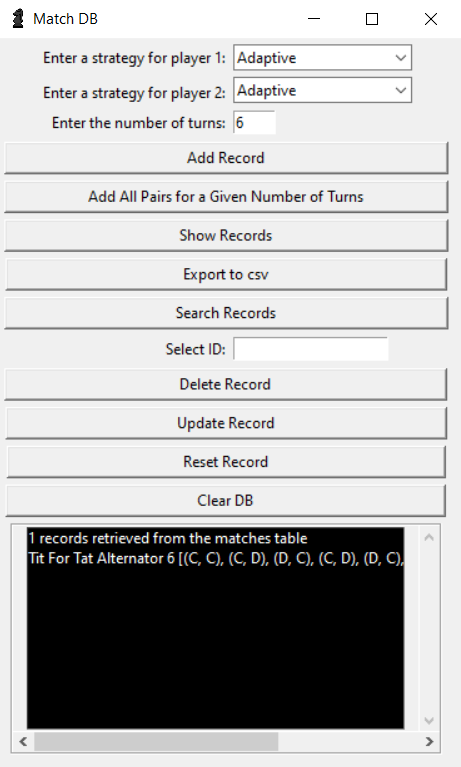 Match DB
Enter a strategy for player 1: Adaptive
Enter a strategy for player 2: Adaptive
Enter the number of turns: 6
Add Record
Add All Pairs for a Given Number of Turns
Show Records
Export to csv
Search Records
Select ID:
Delete Record
Update Record
Reset Record
Clear DB
1 records retrieved from the matches table
Tit For Tat Alternator 6 [(C, C), (C, D), (D, C), (C, D), (D, C),